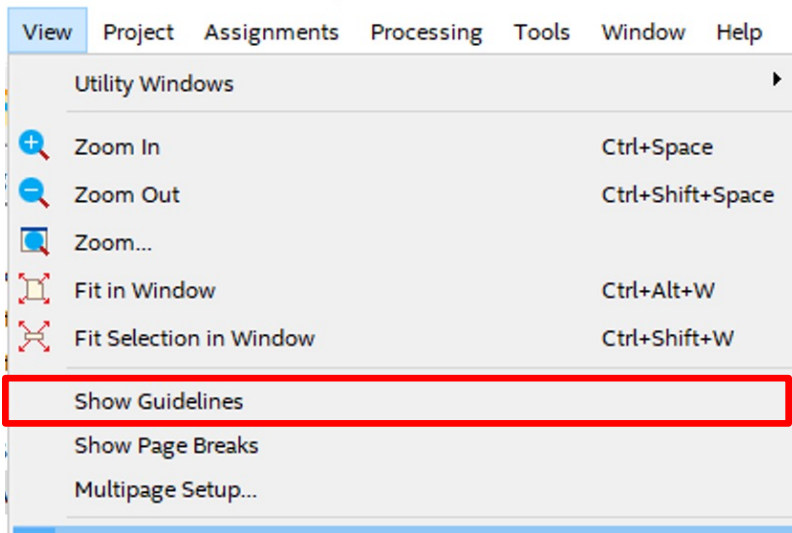 View Project Assignments Processing Tools Window Help
Utility Windows
Zoom In Ctrl+Space
Zoom Out Ctrl+Shift+Space
Zoom...
Fit in Window Ctrl+Alt+W
Fit Selection in Window Ctrl+Shift+W
Show Guidelines
Show Page Breaks
Multipage Setup...